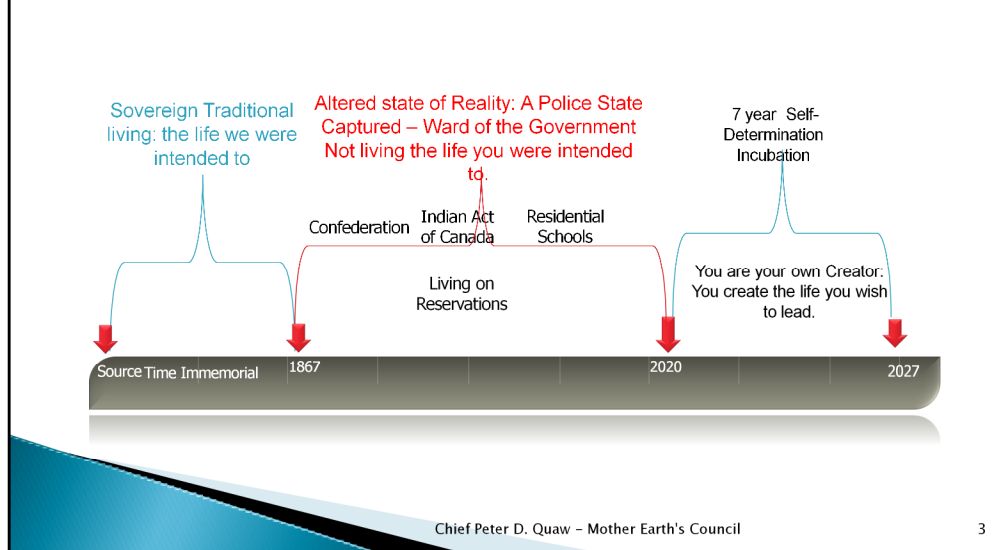 Sovereign Traditional
living: the life we were
intended to
Altered state of Reality: A Police State
Captured – Ward of the Government
Not living the life you were intended
to.
7 year  Self-
Determination
Incubation
Confederation
Indian Act
of Canada
Residential
Schools
Living on
Reservations
You are your own Creator:
You create the life you wish
to lead.
Source Time Immemorial
1867
2020
2027
Chief Peter D. Quaw – Mother Earth's Council
3